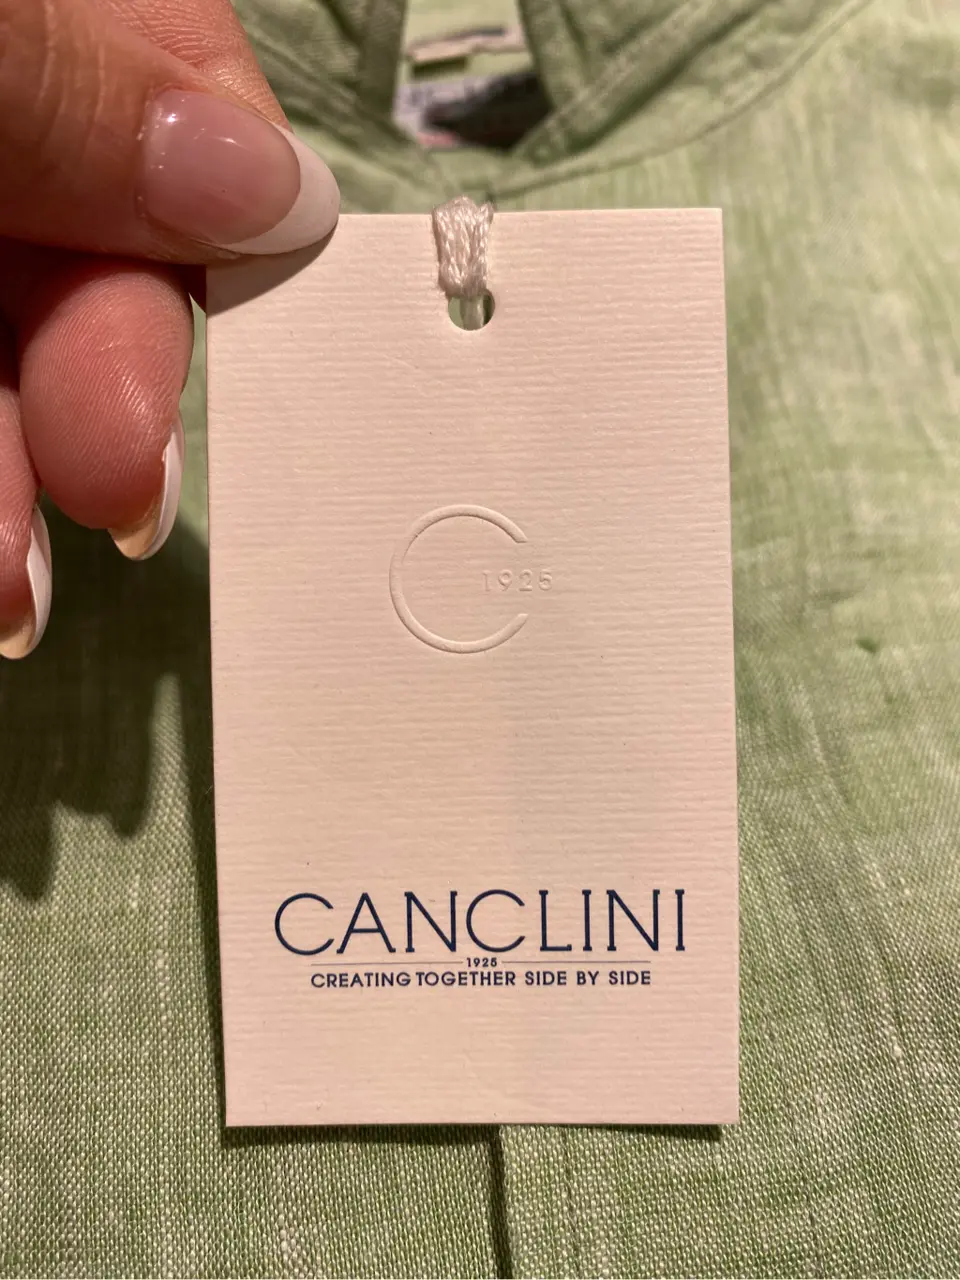 1925
CANCLINI
1925
CREATING TOGETHER SIDE BY SIDE